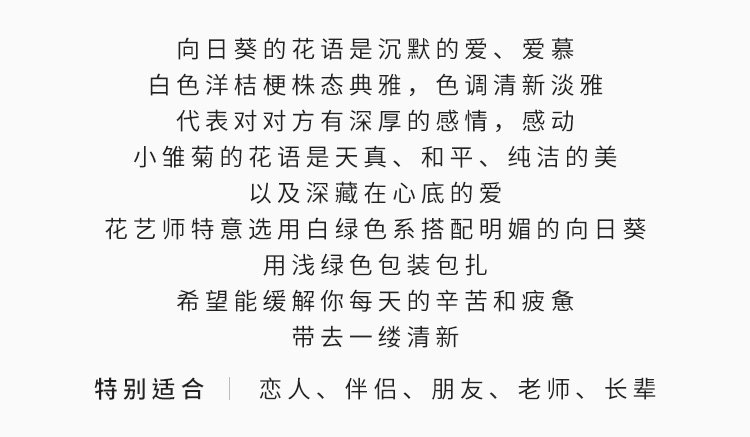 向日葵的花语是沉默的爱、爱慕
白色洋桔梗株态典雅，色调清新淡雅
代表对对方有深厚的感情，感动
小雏菊的花语是天真、和平、纯洁的美
以及深藏在心底的爱
花艺师特意选用白绿色系搭配明媚的向日葵
用浅绿色包装包扎
希望能缓解你每天的辛苦和疲惫
带去一缕清新
特别适合｜恋人、伴侣、朋友、老师、长辈